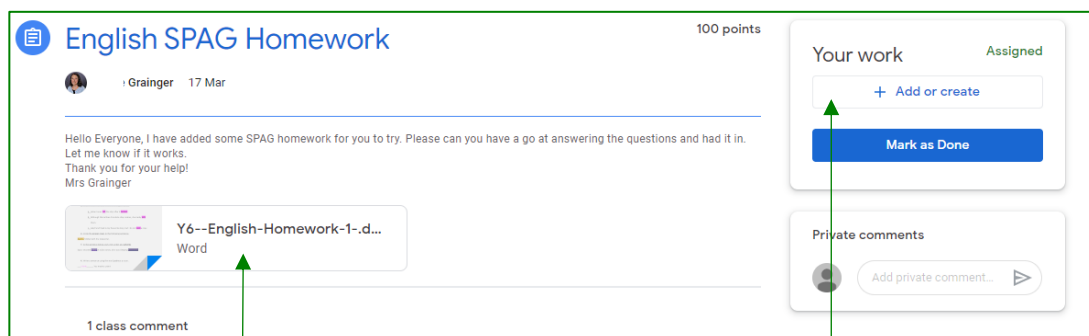 English SPAG Homework
100 points
Grainger 17 Mar
Hello Everyone, I have added some SPAG homework for you to try. Please can you have a go at answering the questions and had it in.
Let me know if it works.
Thank you for your help!
Mrs Grainger
Y6--English-Homework-1-.d...
Word
1 class comment
Your work
Assigned
+ Add or create
Mark as Done
Private comments
Add private comment...